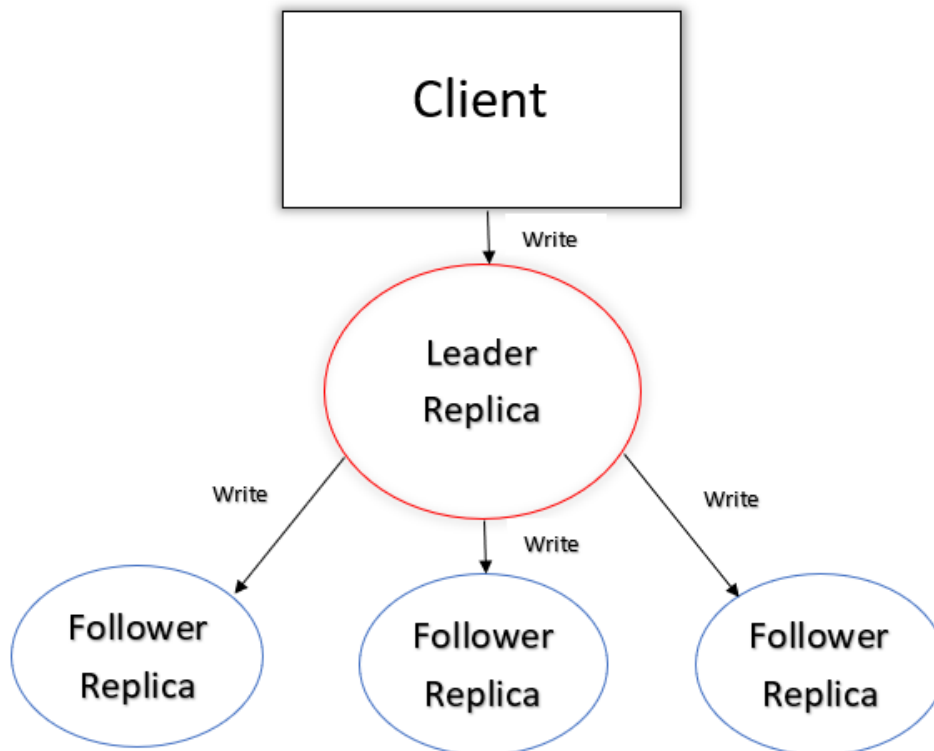 Client
Write
Leader
Replica
Write
Write
Write
Follower
Replica
Follower
Replica
Follower
Replica